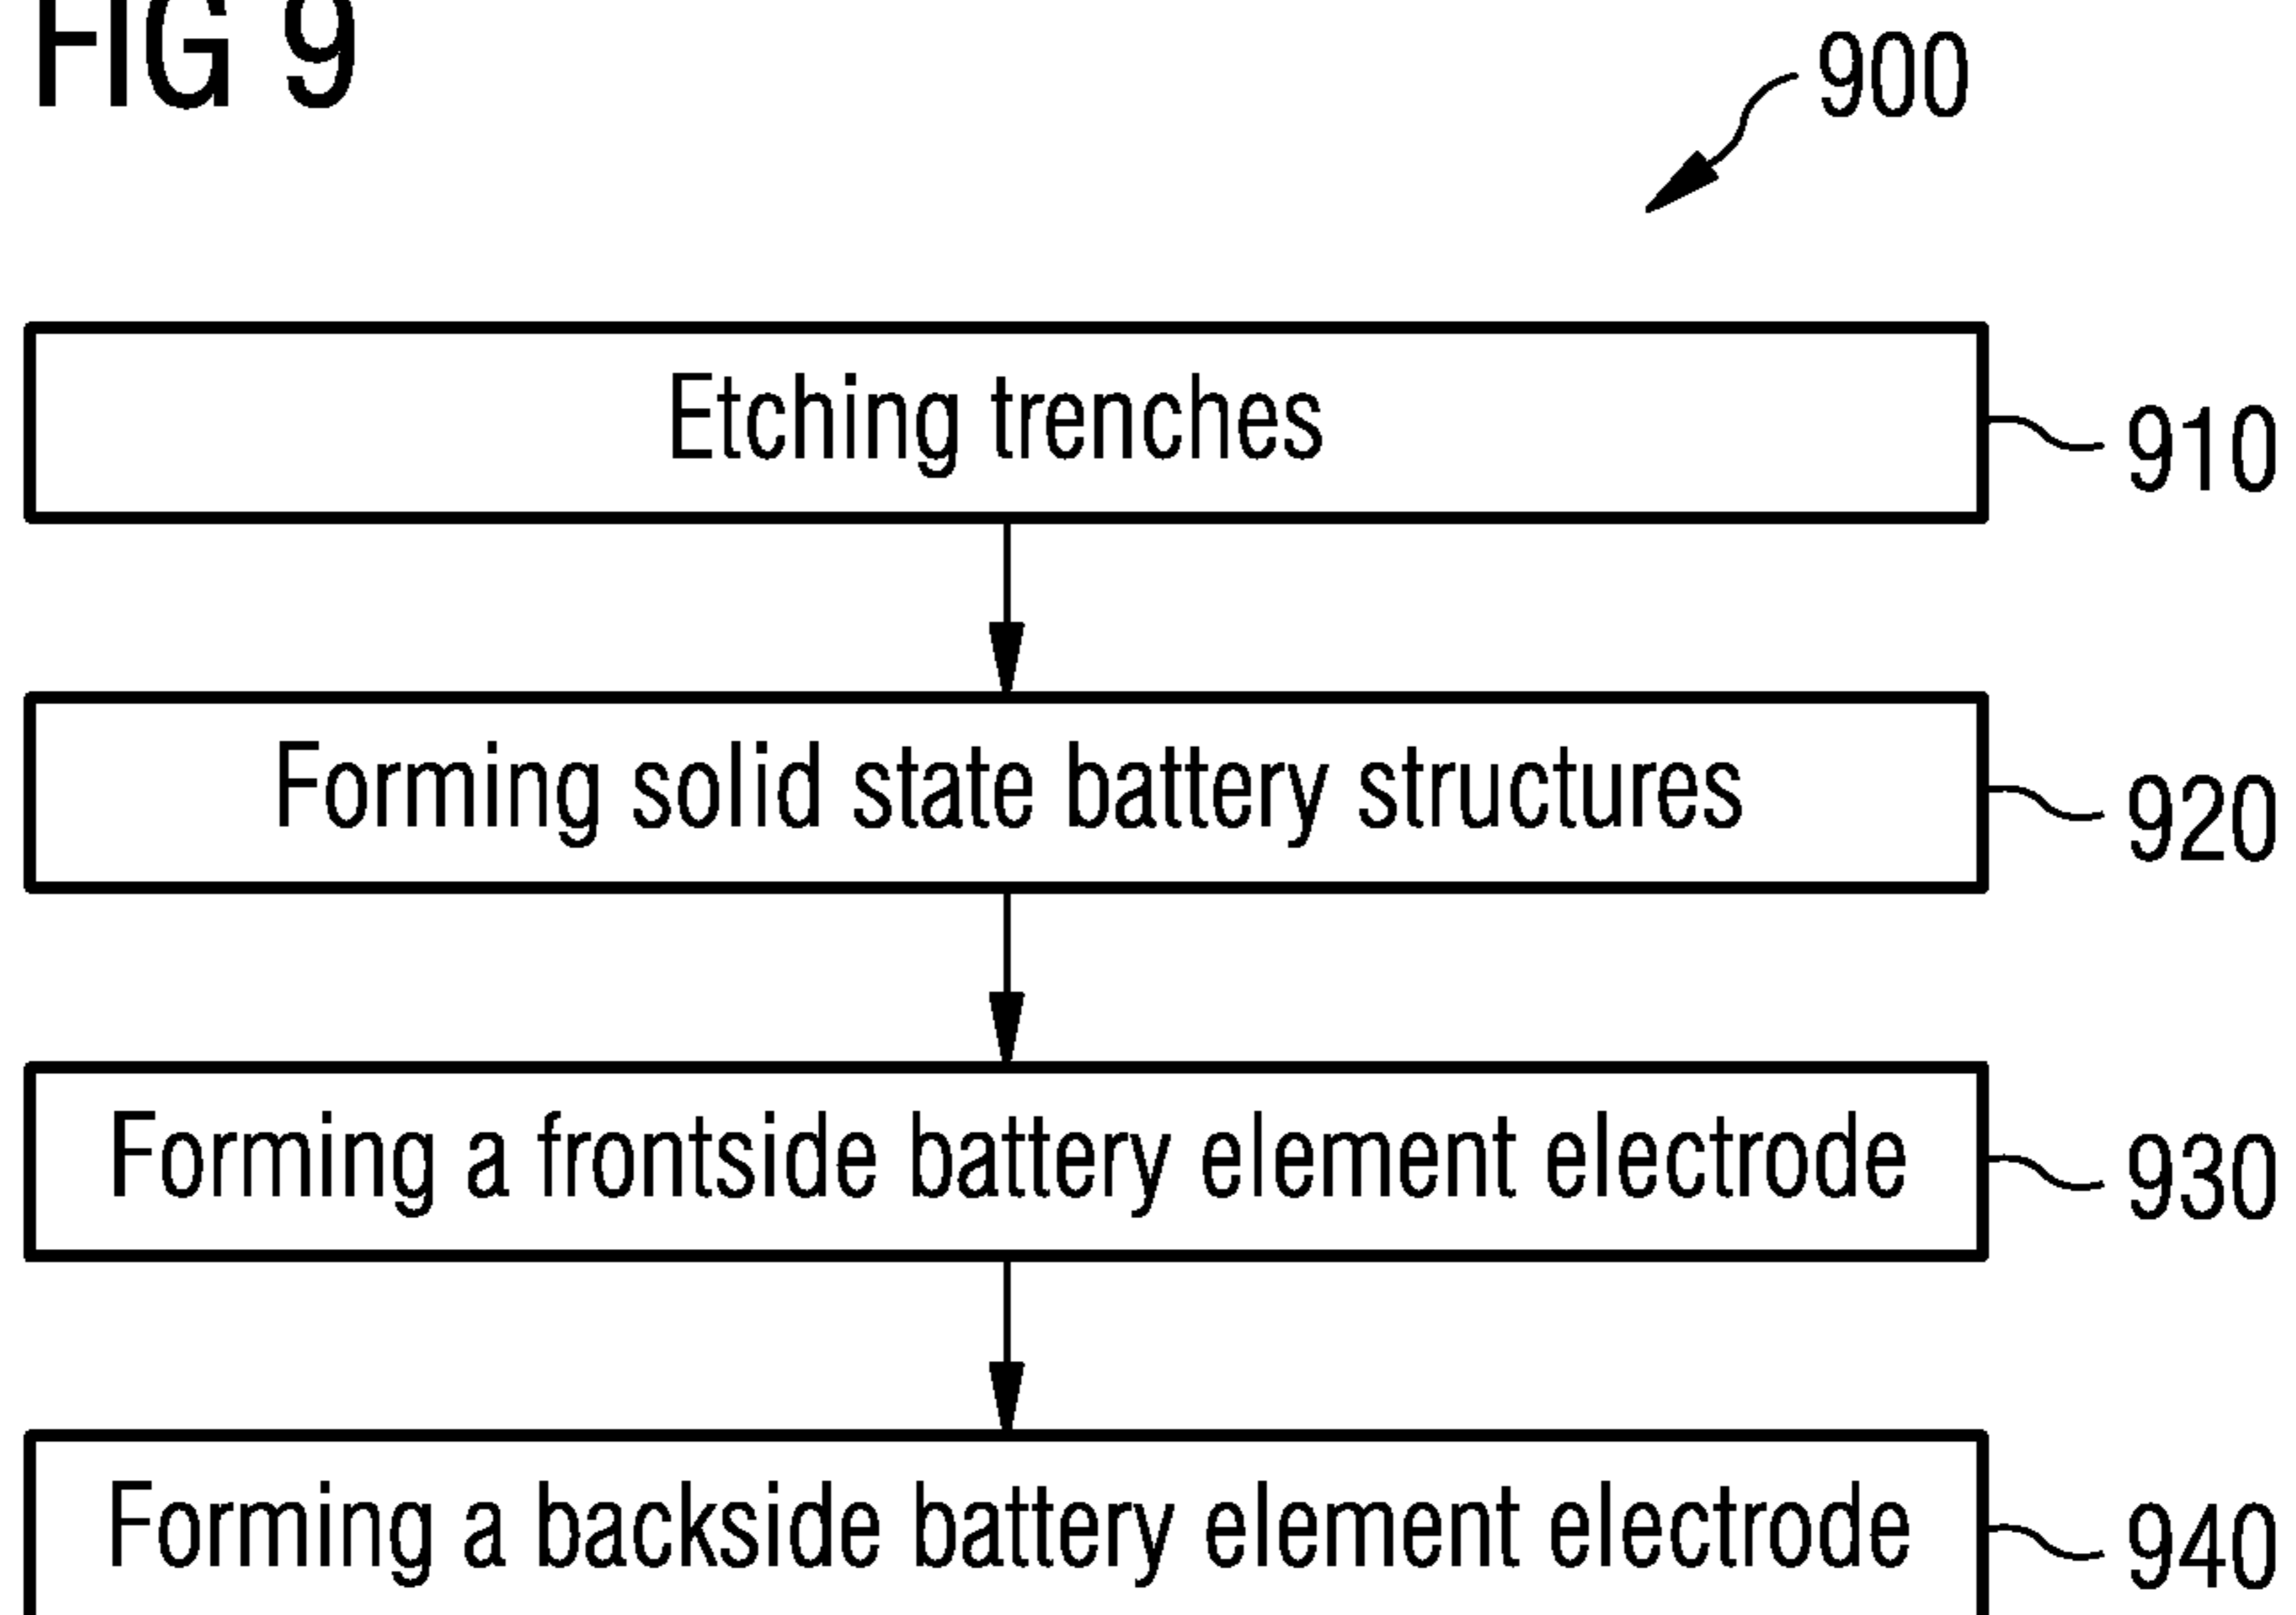 FIG 9
900
Etching trenches
910
Forming solid state battery structures
920
Forming a frontside battery element electrode
930
Forming a backside battery element electrode
940